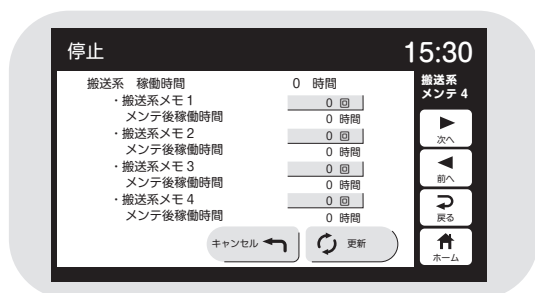 停止 15:30
搬送系 稼働時間 0 時間
・搬送系メモ 1 0 回
メンテ後稼働時間 0 時間
・搬送系メモ 2 0 回
メンテ後稼働時間 0 時間
・搬送系メモ 3 0 回
メンテ後稼働時間 0 時間
・搬送系メモ 4 0 回
メンテ後稼働時間 0 時間
キャンセル 更新
搬送系
メンテ 4
次へ
前へ
戻る
ホーム